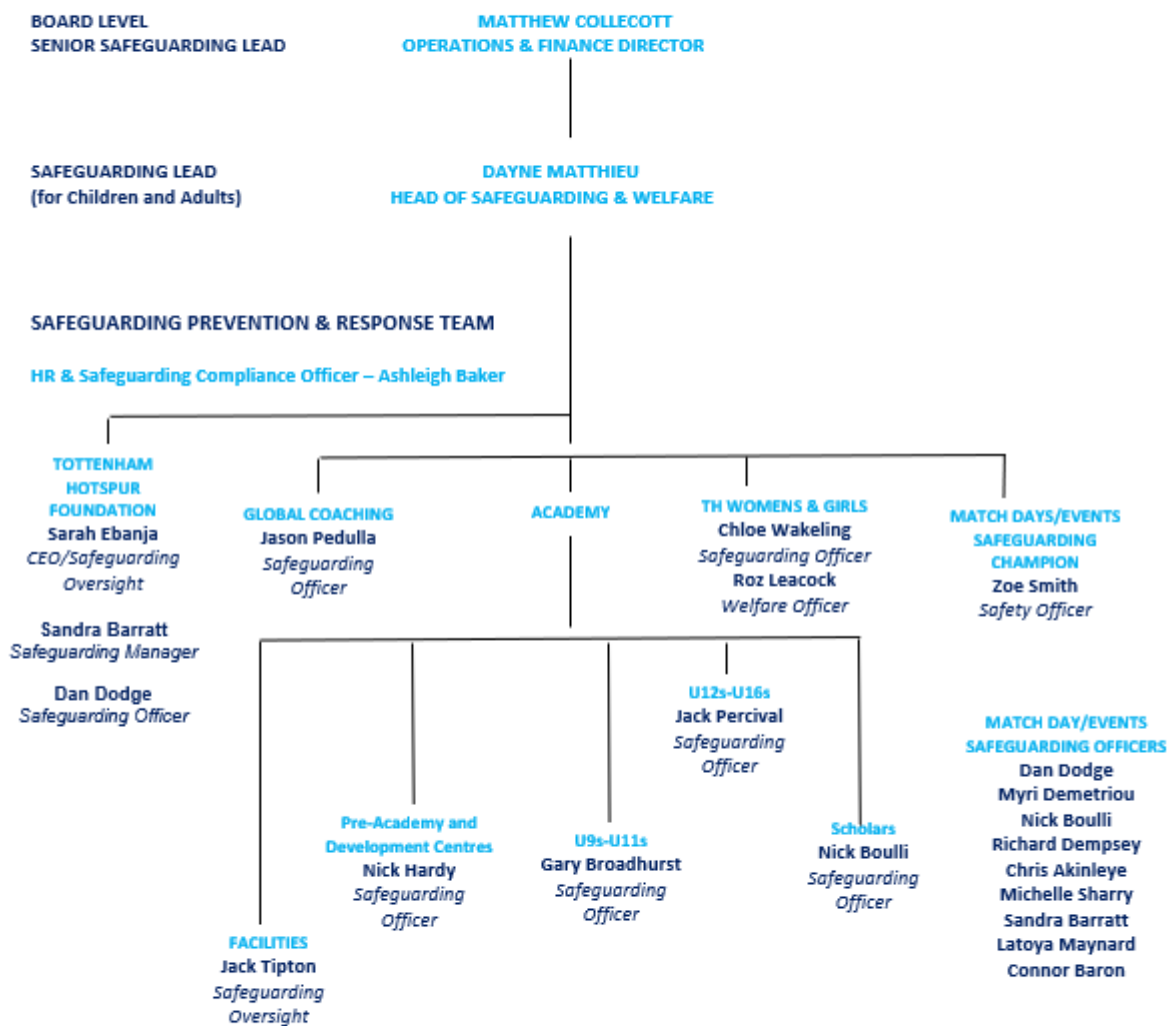 BOARD LEVEL
SENIOR SAFEGUARDING LEAD
MATTHEW COLLECOTT
OPERATIONS & FINANCE DIRECTOR
SAFEGUARDING LEAD
(for Children and Adults)
DAYNE MATTHIEU
HEAD OF SAFEGUARDING & WELFARE
SAFEGUARDING PREVENTION & RESPONSE TEAM
HR & Safeguarding Compliance Officer – Ashleigh Baker
TOTTENHAM
HOTSPUR
FOUNDATION
Sarah Ebanja
CEO/Safeguarding
Oversight
Sandra Barratt
Safeguarding Manager
Dan Dodge
Safeguarding Officer
GLOBAL COACHING
Jason Pedulla
Safeguarding
Officer
ACADEMY
TH WOMENS & GIRLS
Chloe Wakeling
Safeguarding Officer
Roz Leacock
Welfare Officer
MATCH DAYS/EVENTS
SAFEGUARDING
CHAMPION
Zoe Smith
Safety Officer
FACILITIES
Jack Tipton
Safeguarding
Oversight
Pre-Academy and
Development Centres
Nick Hardy
Safeguarding
Officer
U9s-U11s
Gary Broadhurst
Safeguarding
Officer
U12s-U16s
Jack Percival
Safeguarding
Officer
Scholars
Nick Boulli
Safeguarding
Officer
MATCH DAY/EVENTS
SAFEGUARDING OFFICERS
Dan Dodge
Myri Demetriou
Nick Boulli
Richard Dempsey
Chris Akinleye
Michelle Sharry
Sandra Barratt
Latoya Maynard
Connor Baron